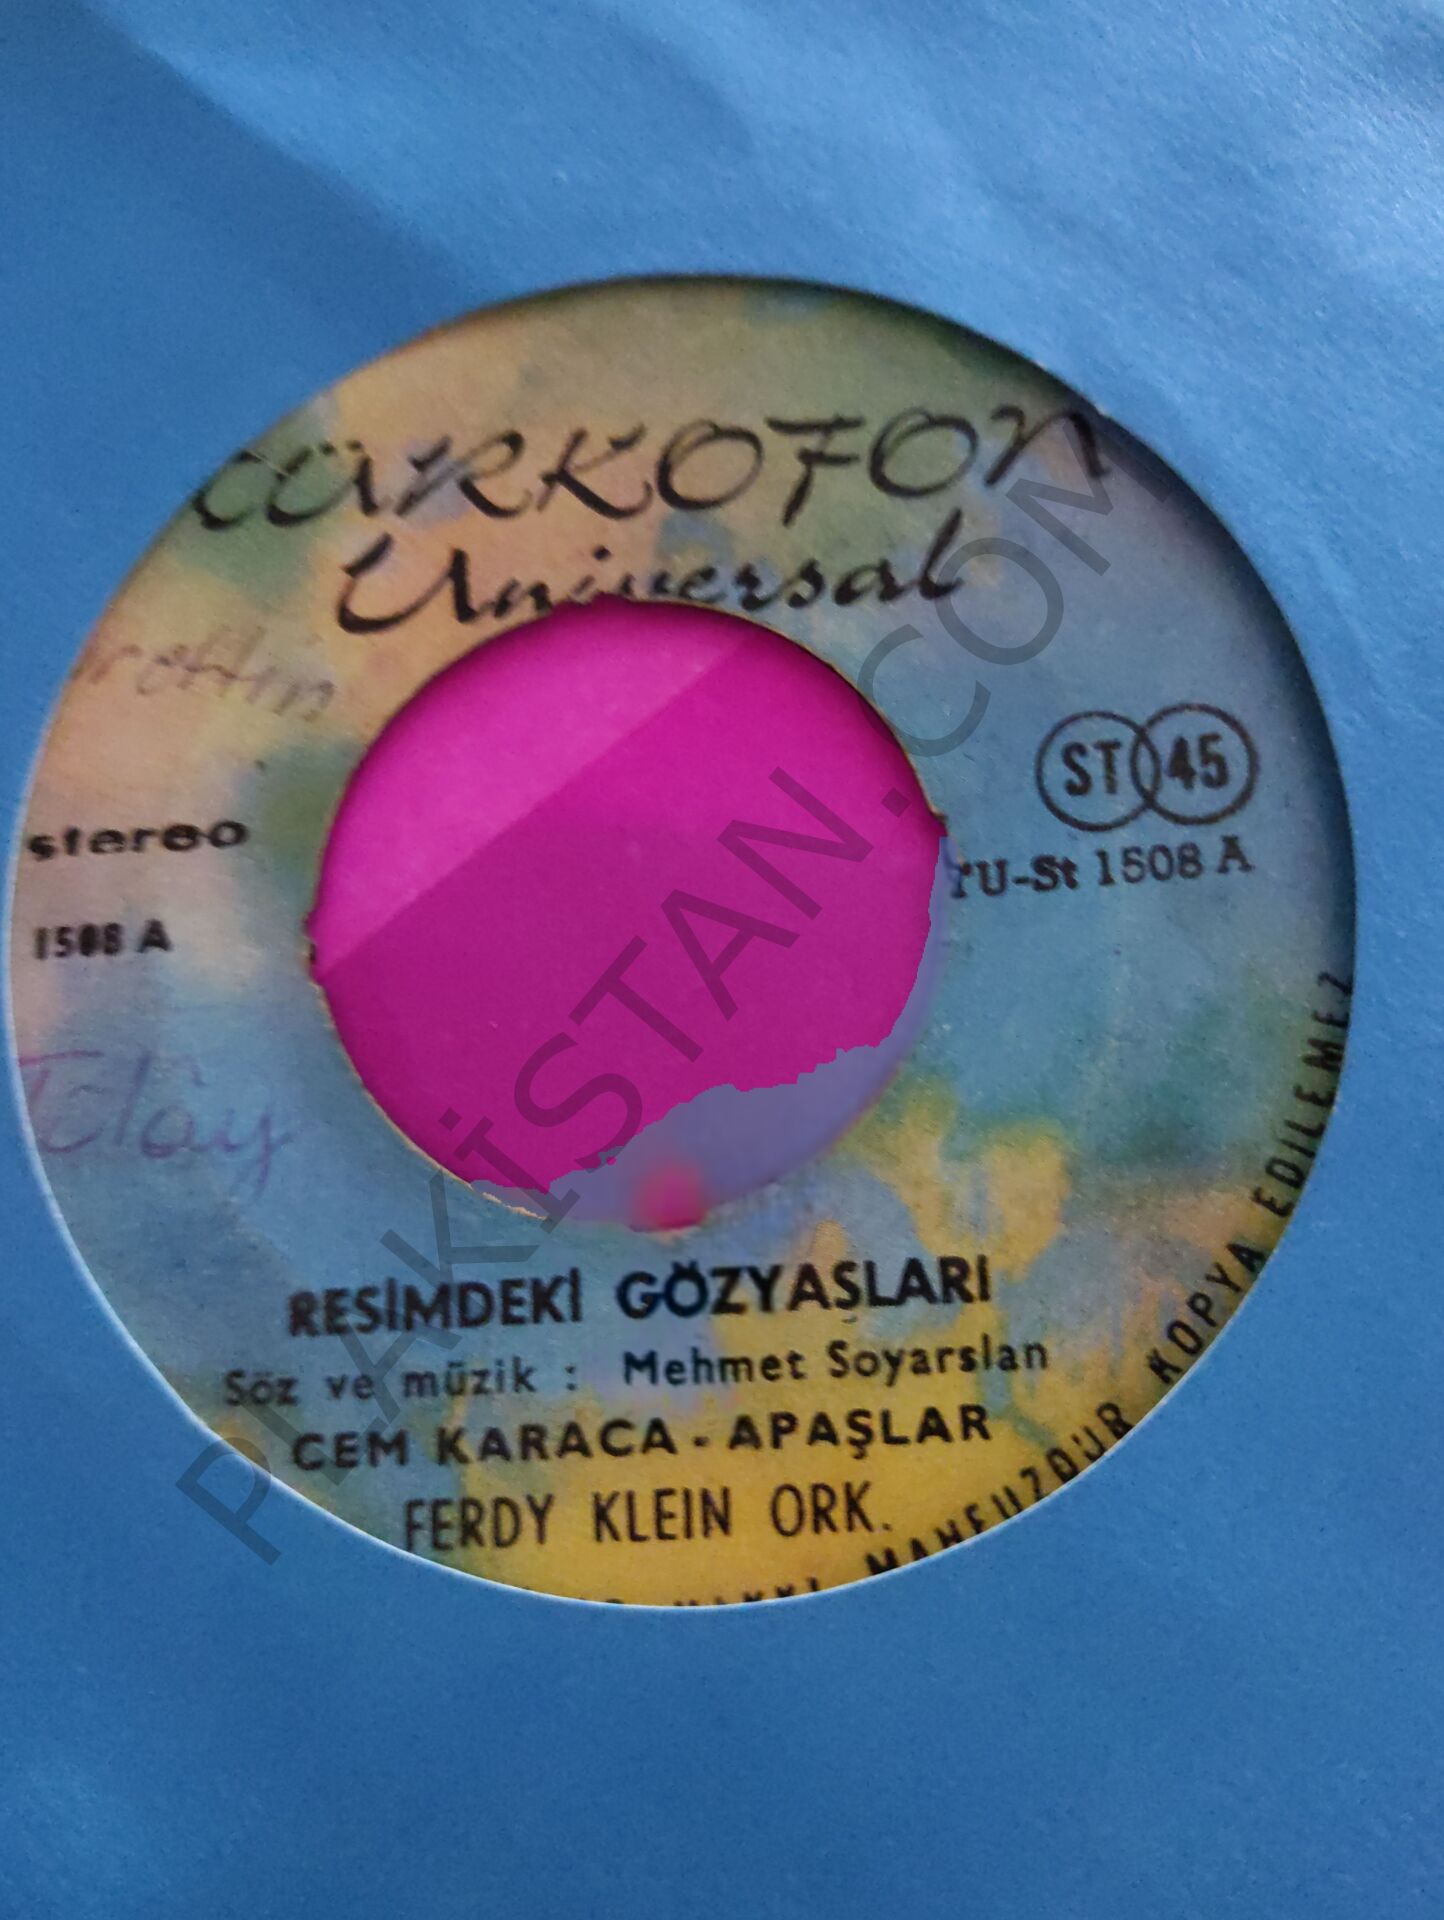 TÜRKOFON
Universal
stereo
1508 A
ST 45
TU-St 1508 A
RESİMDEKİ GÖZYAŞLARI
Söz ve müzik : Mehmet Soyarslan
CEM KARACA - APAŞLAR
FERDY KLEIN ORK.
HAKKI MAHFUZDUR KOPYA EDİLEMEZ
PLAKİSTAN.COM